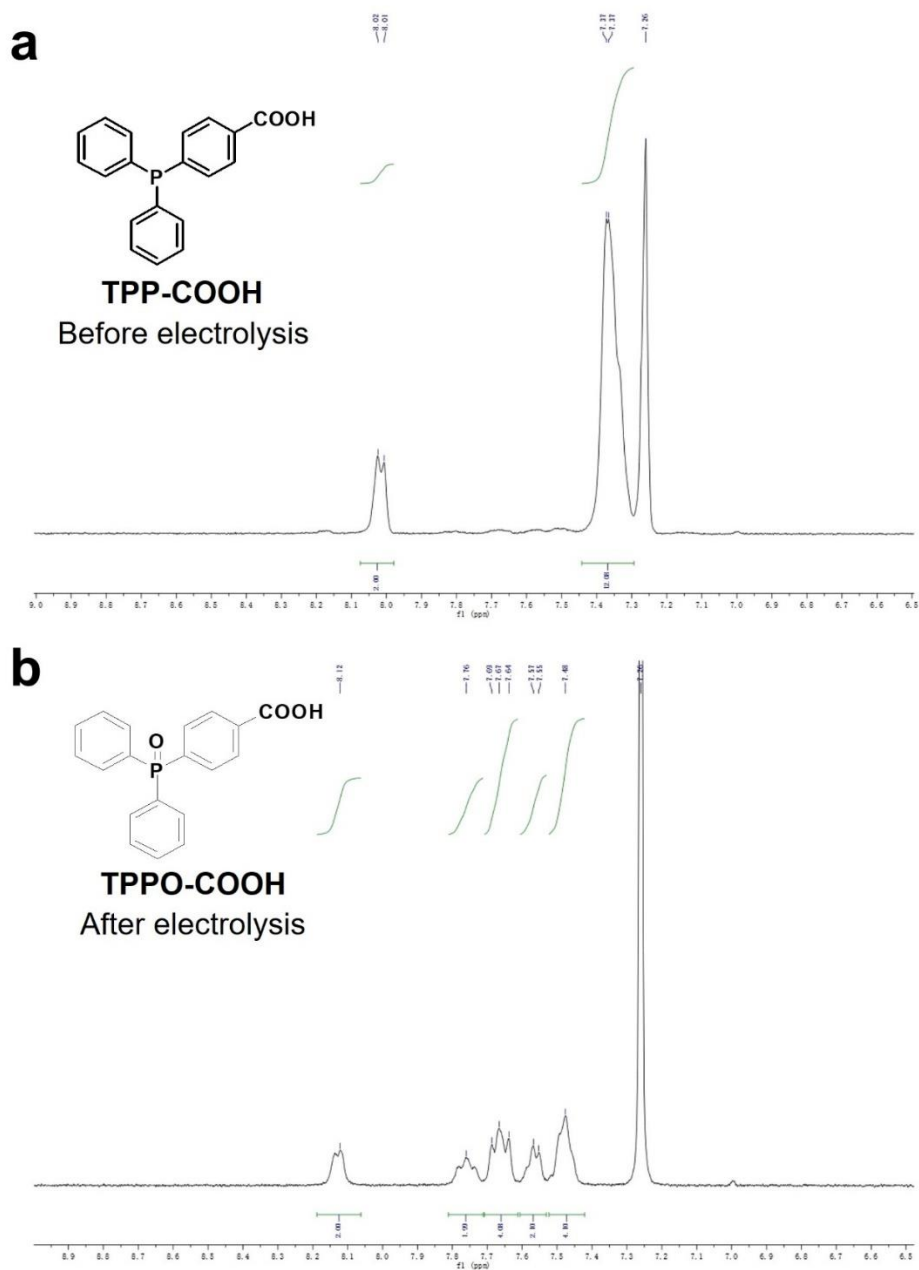 a
8.02
8.01
7.37
7.37
7.26
COOH
P
TPP-COOH
Before electrolysis
2.00
12.08
9.0 8.9 8.8 8.7 8.6 8.5 8.4 8.3 8.2 8.1 8.0 7.9 7.8 7.7 7.6 7.5 7.4 7.3 7.2 7.1 7.0 6.9 6.8 6.7 6.6 6.5
f1 (ppm)
b
8.12
7.76
7.69
7.67
7.64
7.57
7.55
7.48
7.26
COOH
O
P
TPPO-COOH
After electrolysis
2.00
1.99
4.01
2.10
4.10
8.9 8.8 8.7 8.6 8.5 8.4 8.3 8.2 8.1 8.0 7.9 7.8 7.7 7.6 7.5 7.4 7.3 7.2 7.1 7.0 6.9 6.8 6.7 6.6 6.5
f1 (ppm)